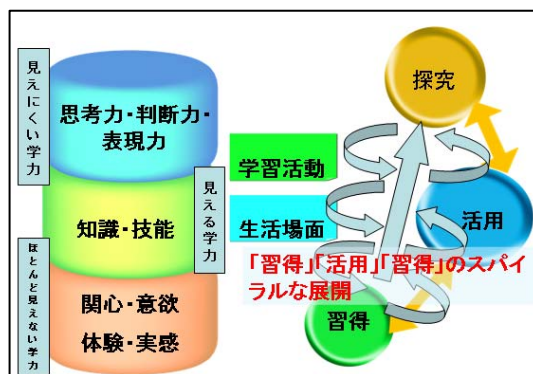 見えにくい学力
思考力・判断力・
表現力
見える学力
知識・技能
ほとんど見えない学力
関心・意欲
体験・実感
学習活動
生活場面
探究
活用
「習得」「活用」「習得」のスパイ
ラルな展開
習得